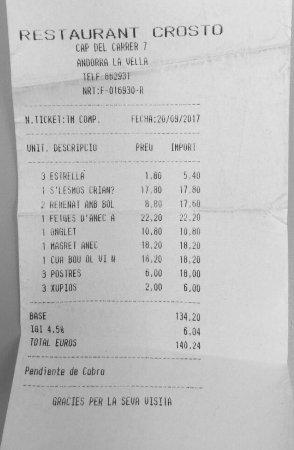 RESTAURANT CROSTO
CAP DEL CARRER 7
ANDORRA LA VELLA
TELF:862931
NRT:F-016930-R
N.TICKET:TM COMP. FECHA:20/09/2017
UNIT. DESCRIPCIO PREU IMPORT
3 ESTRELLA 1,80 5,40
1 S'LESMOS CRIAN? 17,80 17,80
2 REMENAT AMB BOL 8,80 17,60
1 FETGES D'ANEC A 22,20 22,20
1 ONGLET 10,80 10,80
1 MAGRET ANEC 18,20 18,20
1 CUA BOU OL VI N 18,20 18,20
3 POSTRES 6,00 18,00
3 XUPIOS 2,00 6,00
BASE 134,20
IGI 4.5% 6,04
TOTAL EUROS 140,24
Pendiente de Cobro
GRACIES PER LA SEVA VISITA